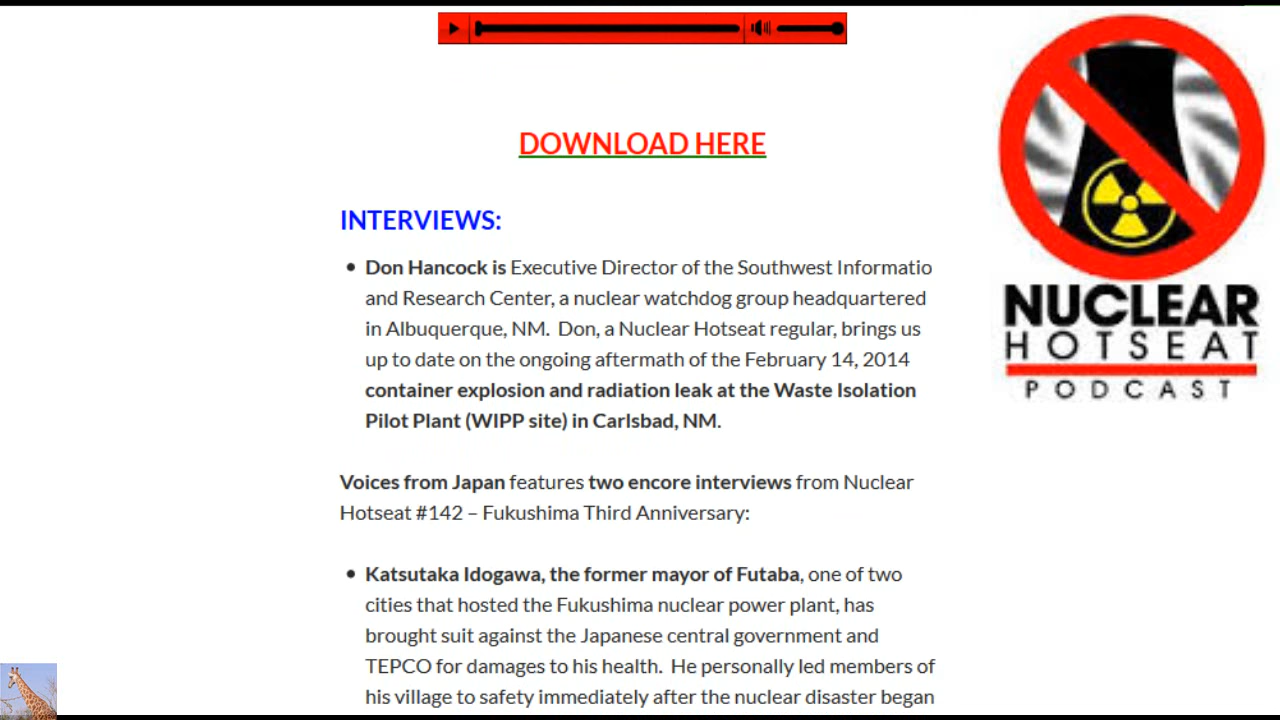 DOWNLOAD HERE
INTERVIEWS:
• Don Hancock is Executive Director of the Southwest Informatio
and Research Center, a nuclear watchdog group headquartered
in Albuquerque, NM. Don, a Nuclear Hotseat regular, brings us
up to date on the ongoing aftermath of the February 14, 2014
container explosion and radiation leak at the Waste Isolation
Pilot Plant (WIPP site) in Carlsbad, NM.
Voices from Japan features two encore interviews from Nuclear
Hotseat #142 – Fukushima Third Anniversary:
• Katsutaka Idogawa, the former mayor of Futaba, one of two
cities that hosted the Fukushima nuclear power plant, has
brought suit against the Japanese central government and
TEPCO for damages to his health. He personally led members of
his village to safety immediately after the nuclear disaster began
NUCLEAR
HOTSEAT
PODCAST